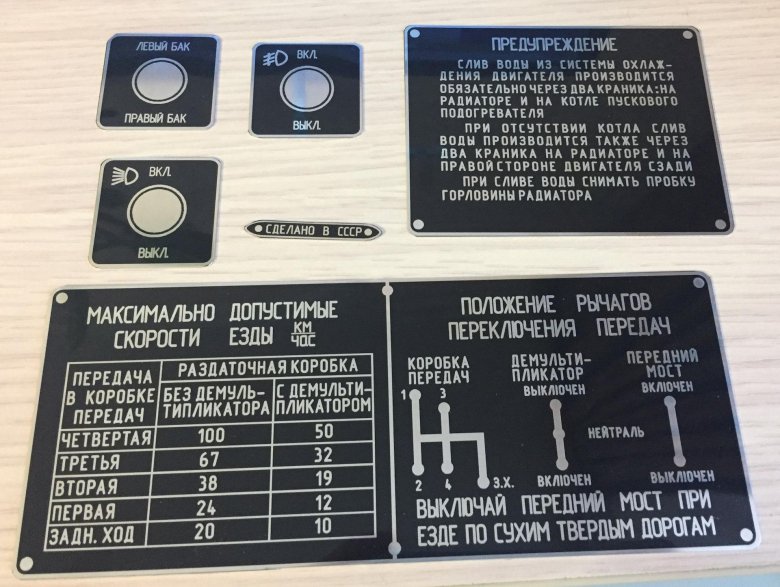 ЛЕВЫЙ БАК
ПРАВЫЙ БАК
ВКЛ.
ВЫКЛ.
ВКЛ.
ВЫКЛ.
СДЕЛАНО В СССР
ПРЕДУПРЕЖДЕНИЕ
СЛИВ ВОДЫ ИЗ СИСТЕМЫ ОХЛАЖ-
ДЕНИЯ ДВИГАТЕЛЯ ПРОИЗВОДИТСЯ
ОБЯЗАТЕЛЬНО ЧЕРЕЗ ДВА КРАНИКА: НА
РАДИАТОРЕ И НА КОТЛЕ ПУСКОВОГО
ПОДОГРЕВАТЕЛЯ
ПРИ ОТСУТСТВИИ КОТЛА СЛИВ
ВОДЫ ПРОИЗВОДИТСЯ ТАКЖЕ ЧЕРЕЗ
ДВА КРАНИКА НА РАДИАТОРЕ И НА
ПРАВОЙ СТОРОНЕ ДВИГАТЕЛЯ СЗАДИ
ПРИ СЛИВЕ ВОДЫ СНИМАТЬ ПРОБКУ
ГОРЛОВИНЫ РАДИАТОРА
МАКСИМАЛЬНО ДОПУСТИМЫЕ
СКОРОСТИ ЕЗДЫ КМ/ЧАС
ПЕРЕДАЧА
В КОРОБКЕ
ПЕРЕДАЧ
РАЗДАТОЧНАЯ КОРОБКА
БЕЗ ДЕМУЛЬ-
ТИПЛИКАТОРА
С ДЕМУЛЬТИ-
ПЛИКАТОРОМ
ЧЕТВЕРТАЯ 100 50
ТРЕТЬЯ 67 32
ВТОРАЯ 38 19
ПЕРВАЯ 24 12
ЗАДН. ХОД 20 10
ПОЛОЖЕНИЕ РЫЧАГОВ
ПЕРЕКЛЮЧЕНИЯ ПЕРЕДАЧ
КОРОБКА
ПЕРЕДАЧ
1 3
2 4 З.Х.
ДЕМУЛЬТИ-
ПЛИКАТОР
ВЫКЛЮЧЕН
НЕЙТРАЛЬ
ВКЛЮЧЕН
ПЕРЕДНИЙ
МОСТ
ВКЛЮЧЕН
ВЫКЛЮЧЕН
ВЫКЛЮЧАЙ ПЕРЕДНИЙ МОСТ ПРИ
ЕЗДЕ ПО СУХИМ ТВЕРДЫМ ДОРОГАМ